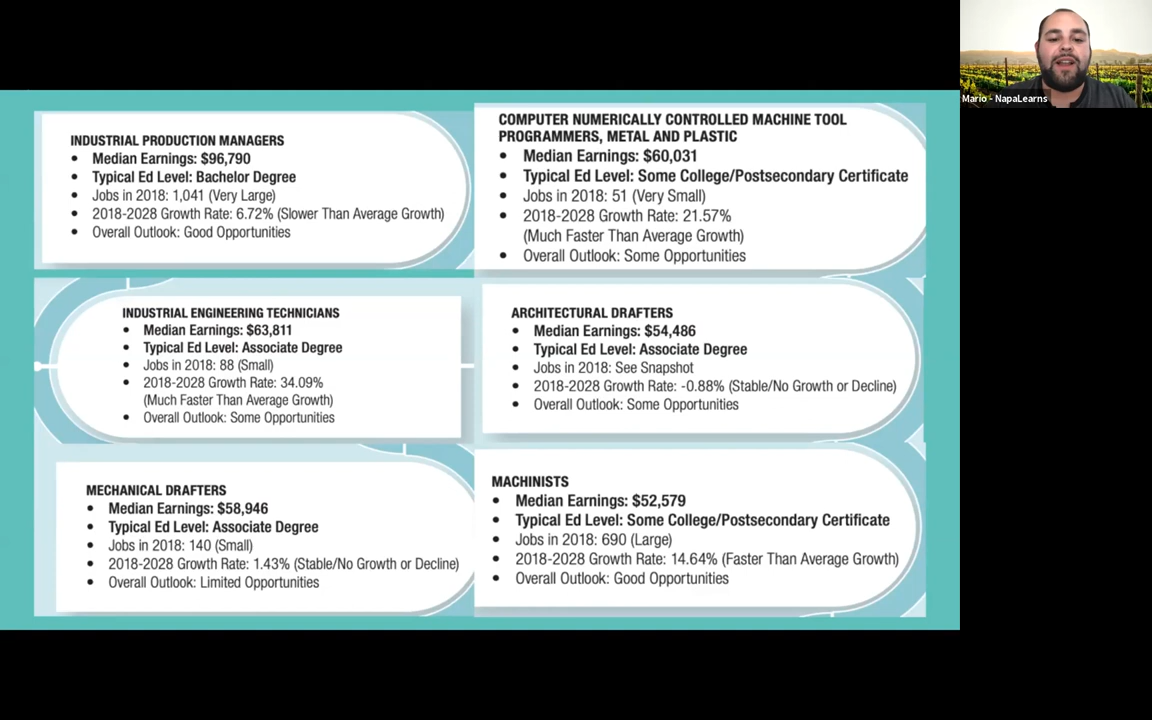 INDUSTRIAL PRODUCTION MANAGERS
• Median Earnings: $96,790
• Typical Ed Level: Bachelor Degree
• Jobs in 2018: 1,041 (Very Large)
• 2018-2028 Growth Rate: 6.72% (Slower Than Average Growth)
• Overall Outlook: Good Opportunities
COMPUTER NUMERICALLY CONTROLLED MACHINE TOOL
PROGRAMMERS, METAL AND PLASTIC
• Median Earnings: $60,031
• Typical Ed Level: Some College/Postsecondary Certificate
• Jobs in 2018: 51 (Very Small)
• 2018-2028 Growth Rate: 21.57%
(Much Faster Than Average Growth)
• Overall Outlook: Some Opportunities
INDUSTRIAL ENGINEERING TECHNICIANS
• Median Earnings: $63,811
• Typical Ed Level: Associate Degree
• Jobs in 2018: 88 (Small)
• 2018-2028 Growth Rate: 34.09%
(Much Faster Than Average Growth)
• Overall Outlook: Some Opportunities
ARCHITECTURAL DRAFTERS
• Median Earnings: $54,486
• Typical Ed Level: Associate Degree
• Jobs in 2018: See Snapshot
• 2018-2028 Growth Rate: -0.88% (Stable/No Growth or Decline)
• Overall Outlook: Some Opportunities
MECHANICAL DRAFTERS
• Median Earnings: $58,946
• Typical Ed Level: Associate Degree
• Jobs in 2018: 140 (Small)
• 2018-2028 Growth Rate: 1.43% (Stable/No Growth or Decline)
• Overall Outlook: Limited Opportunities
MACHINISTS
• Median Earnings: $52,579
• Typical Ed Level: Some College/Postsecondary Certificate
• Jobs in 2018: 690 (Large)
• 2018-2028 Growth Rate: 14.64% (Faster Than Average Growth)
• Overall Outlook: Good Opportunities
Mario - NapaLearns